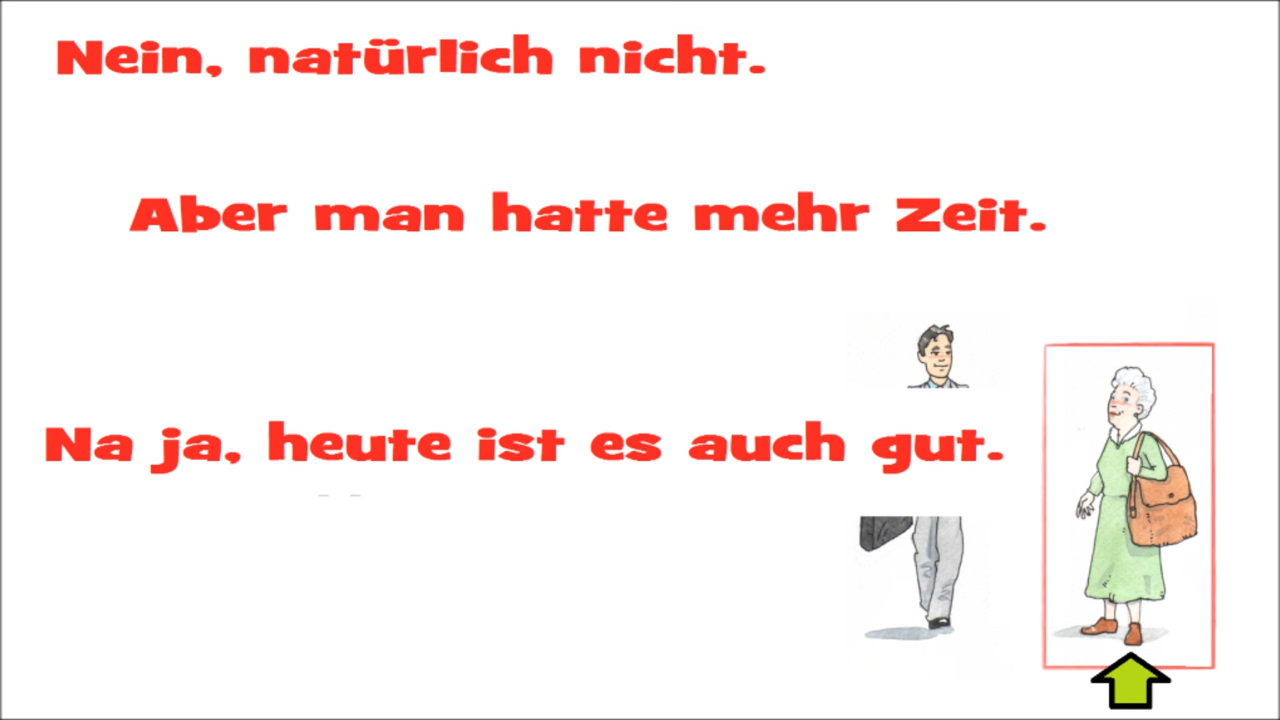 Nein, natürlich nicht.
Aber man hatte mehr Zeit.
Na ja, heute ist es auch gut.